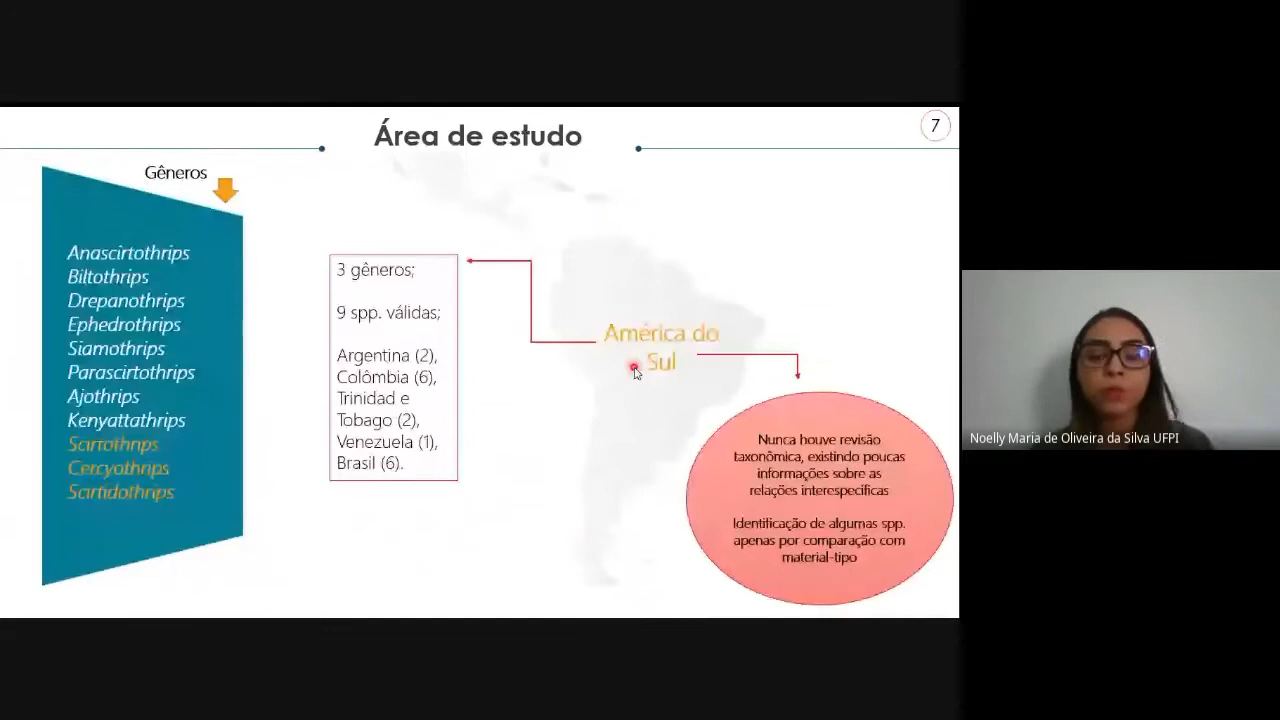 Área de estudo
7
Gêneros
Anascirtothrips
Biltothrips
Drepanothrips
Ephedrothrips
Siamothrips
Parascirtothrips
Ajothrips
Kenyattathrips
Scirtothrips
Cercyothrips
Scirtidothrips
3 gêneros;
9 spp. válidas;
Argentina (2),
Colômbia (6),
Trinidad e
Tobago (2),
Venezuela (1),
Brasil (6).
América do
Sul
Nunca houve revisão
taxonômica, existindo poucas
informações sobre as
relações interespecíficas
Identificação de algumas spp.
apenas por comparação com
material-tipo
Noelly Maria de Oliveira da Silva UFPI